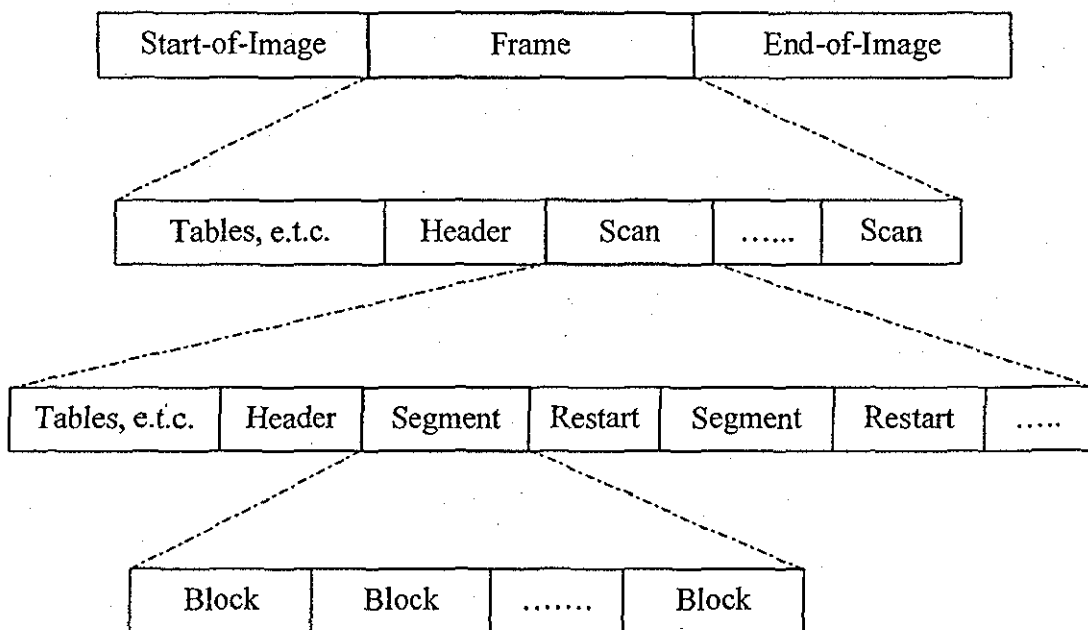 Start-of-Image Frame End-of-Image
Tables, e.t.c. Header Scan ...... Scan
Tables, e.t.c. Header Segment Restart Segment Restart .....
Block Block ....... Block